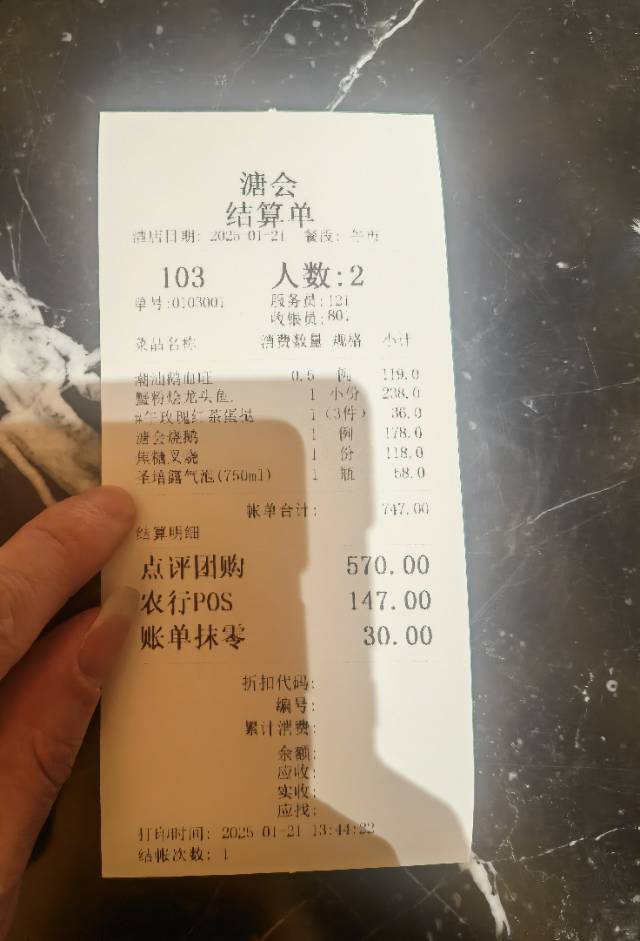 溏会
结算单
酒店日期: 2025-01-21 餐段: 午市
103 人数:2
单号:0103001 服务员:121
收银员:801
菜品名称 消费数量 规格 小计
潮汕鹅血旺 0.5 例 119.0
蟹粉烩龙头鱼. 1 小份 238.0
#午玫瑰红茶蛋挞 1 (3件) 36.0
溏会烧鹅 1 例 178.0
焦糖叉烧 1 份 118.0
圣培露气泡(750ml) 1 瓶 58.0
账单合计: 747.00
结算明细
点评团购 570.00
农行POS 147.00
账单抹零 30.00
折扣代码:
编号:
累计消费:
余额:
应收:
实收:
应找:
打印时间: 2025-01-21 13:44:22
结帐次数: 1